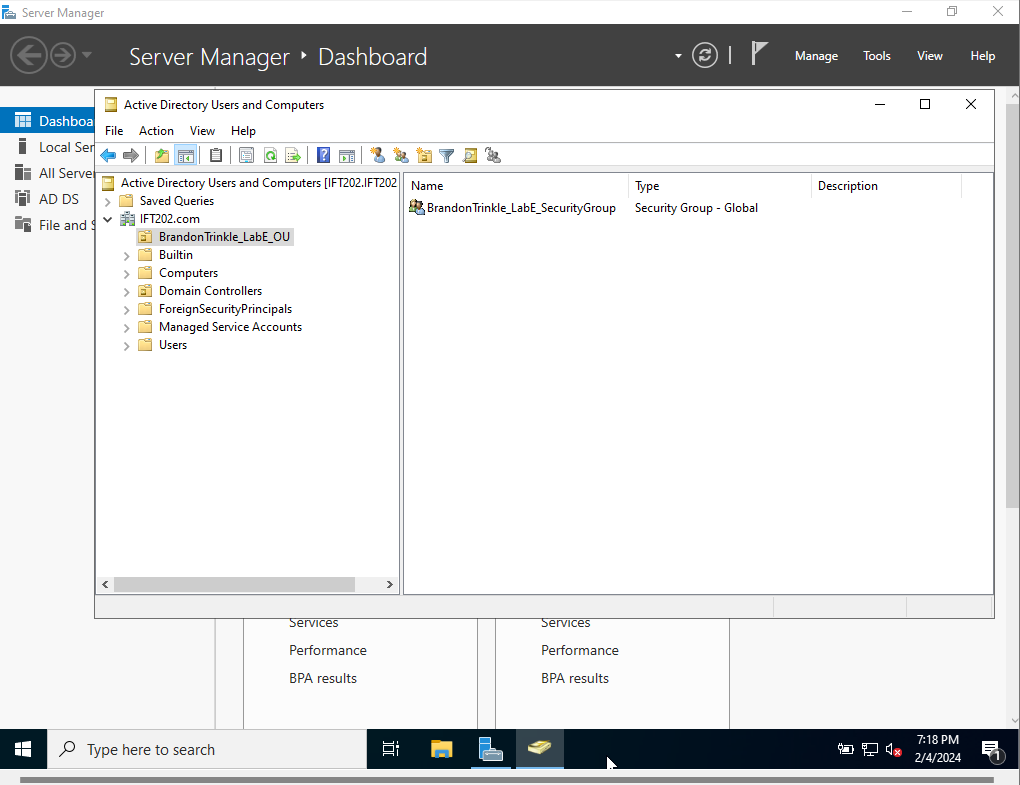 Server Manager
Server Manager ‣ Dashboard
Manage Tools View Help
Dashboa
Local Ser
All Server
AD DS
File and S
Active Directory Users and Computers
File Action View Help
Active Directory Users and Computers [IFT202.IFT202
Saved Queries
IFT202.com
BrandonTrinkle_LabE_OU
Builtin
Computers
Domain Controllers
ForeignSecurityPrincipals
Managed Service Accounts
Users
Name Type Description
BrandonTrinkle_LabE_SecurityGroup Security Group - Global
Services
Performance
BPA results
Services
Performance
BPA results
Type here to search
7:18 PM
2/4/2024
1